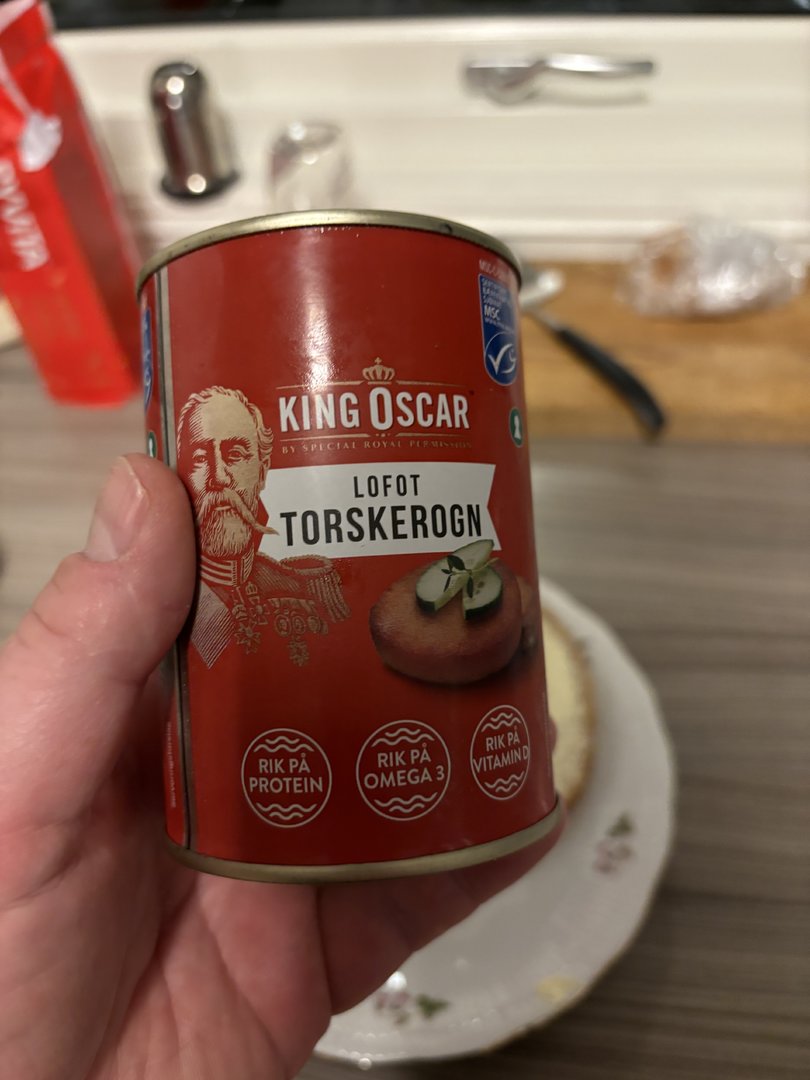 KING OSCAR
BY SPECIAL ROYAL PERMISSION
LOFOT
TORSKEROGN
RIK PÅ
PROTEIN
RIK PÅ
OMEGA 3
RIK PÅ
VITAMIN D
MSC